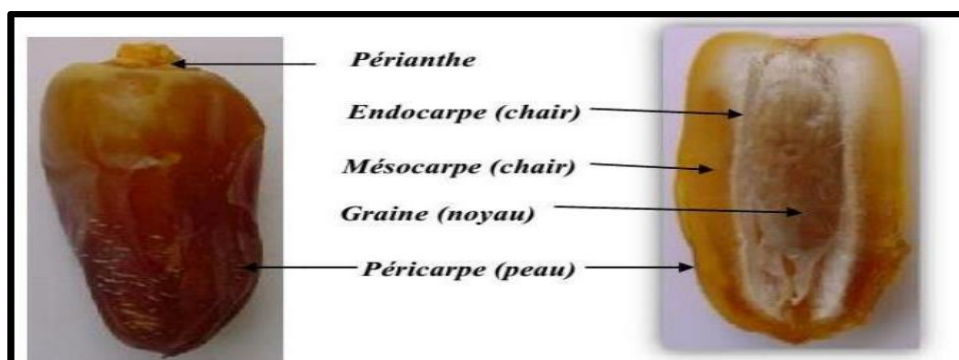 Périanthe
Endocarpe (chair)
Mésocarpe (chair)
Graine (noyau)
Péricarpe (peau)